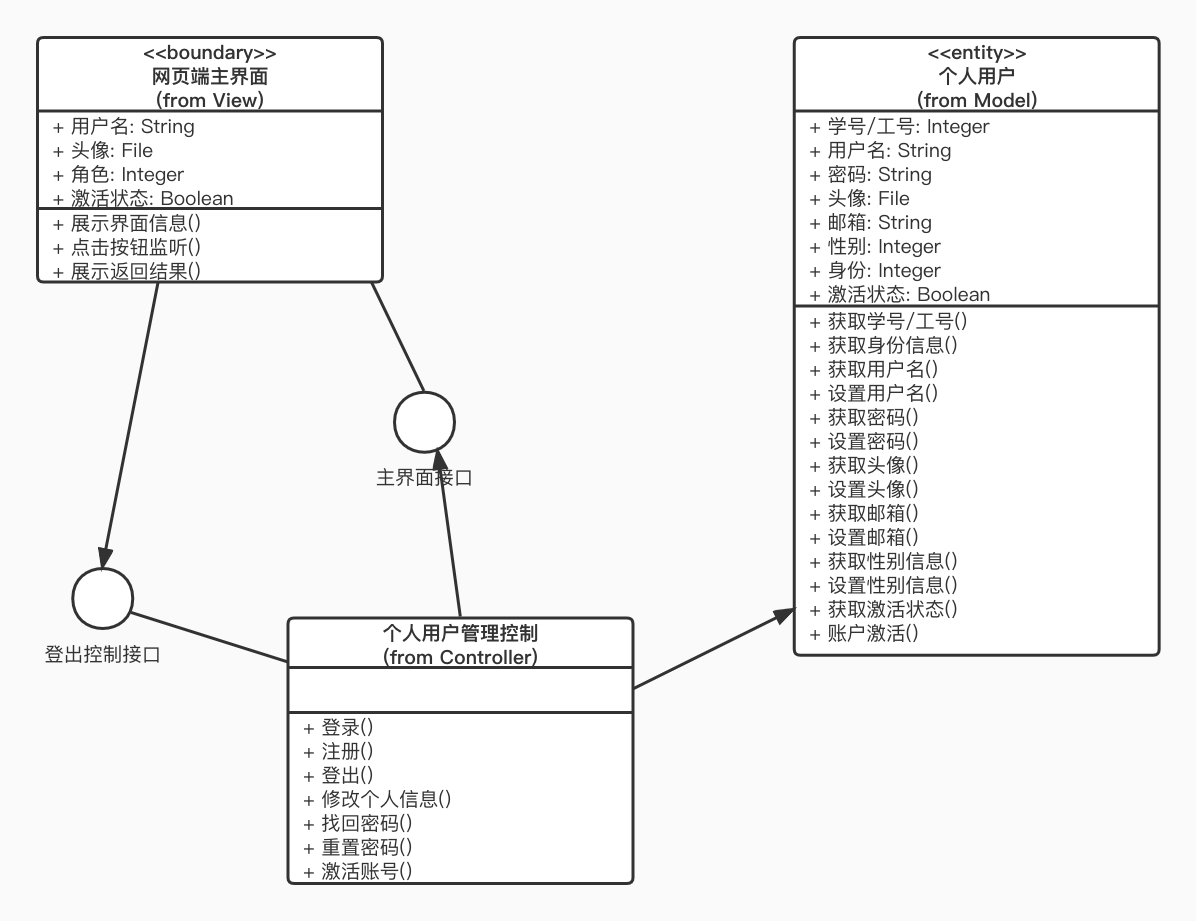 <<boundary>>
网页端主界面
(from View)
+ 用户名: String
+ 头像: File
+ 角色: Integer
+ 激活状态: Boolean
+ 展示界面信息()
+ 点击按钮监听()
+ 展示返回结果()
<<entity>>
个人用户
(from Model)
+ 学号/工号: Integer
+ 用户名: String
+ 密码: String
+ 头像: File
+ 邮箱: String
+ 性别: Integer
+ 身份: Integer
+ 激活状态: Boolean
+ 获取学号/工号()
+ 获取身份信息()
+ 获取用户名()
+ 设置用户名()
+ 获取密码()
+ 设置密码()
+ 获取头像()
+ 设置头像()
+ 获取邮箱()
+ 设置邮箱()
+ 获取性别信息()
+ 设置性别信息()
+ 获取激活状态()
+ 账户激活()
主界面接口
登出控制接口
个人用户管理控制
(from Controller)
+ 登录()
+ 注册()
+ 登出()
+ 修改个人信息()
+ 找回密码()
+ 重置密码()
+ 激活账号()